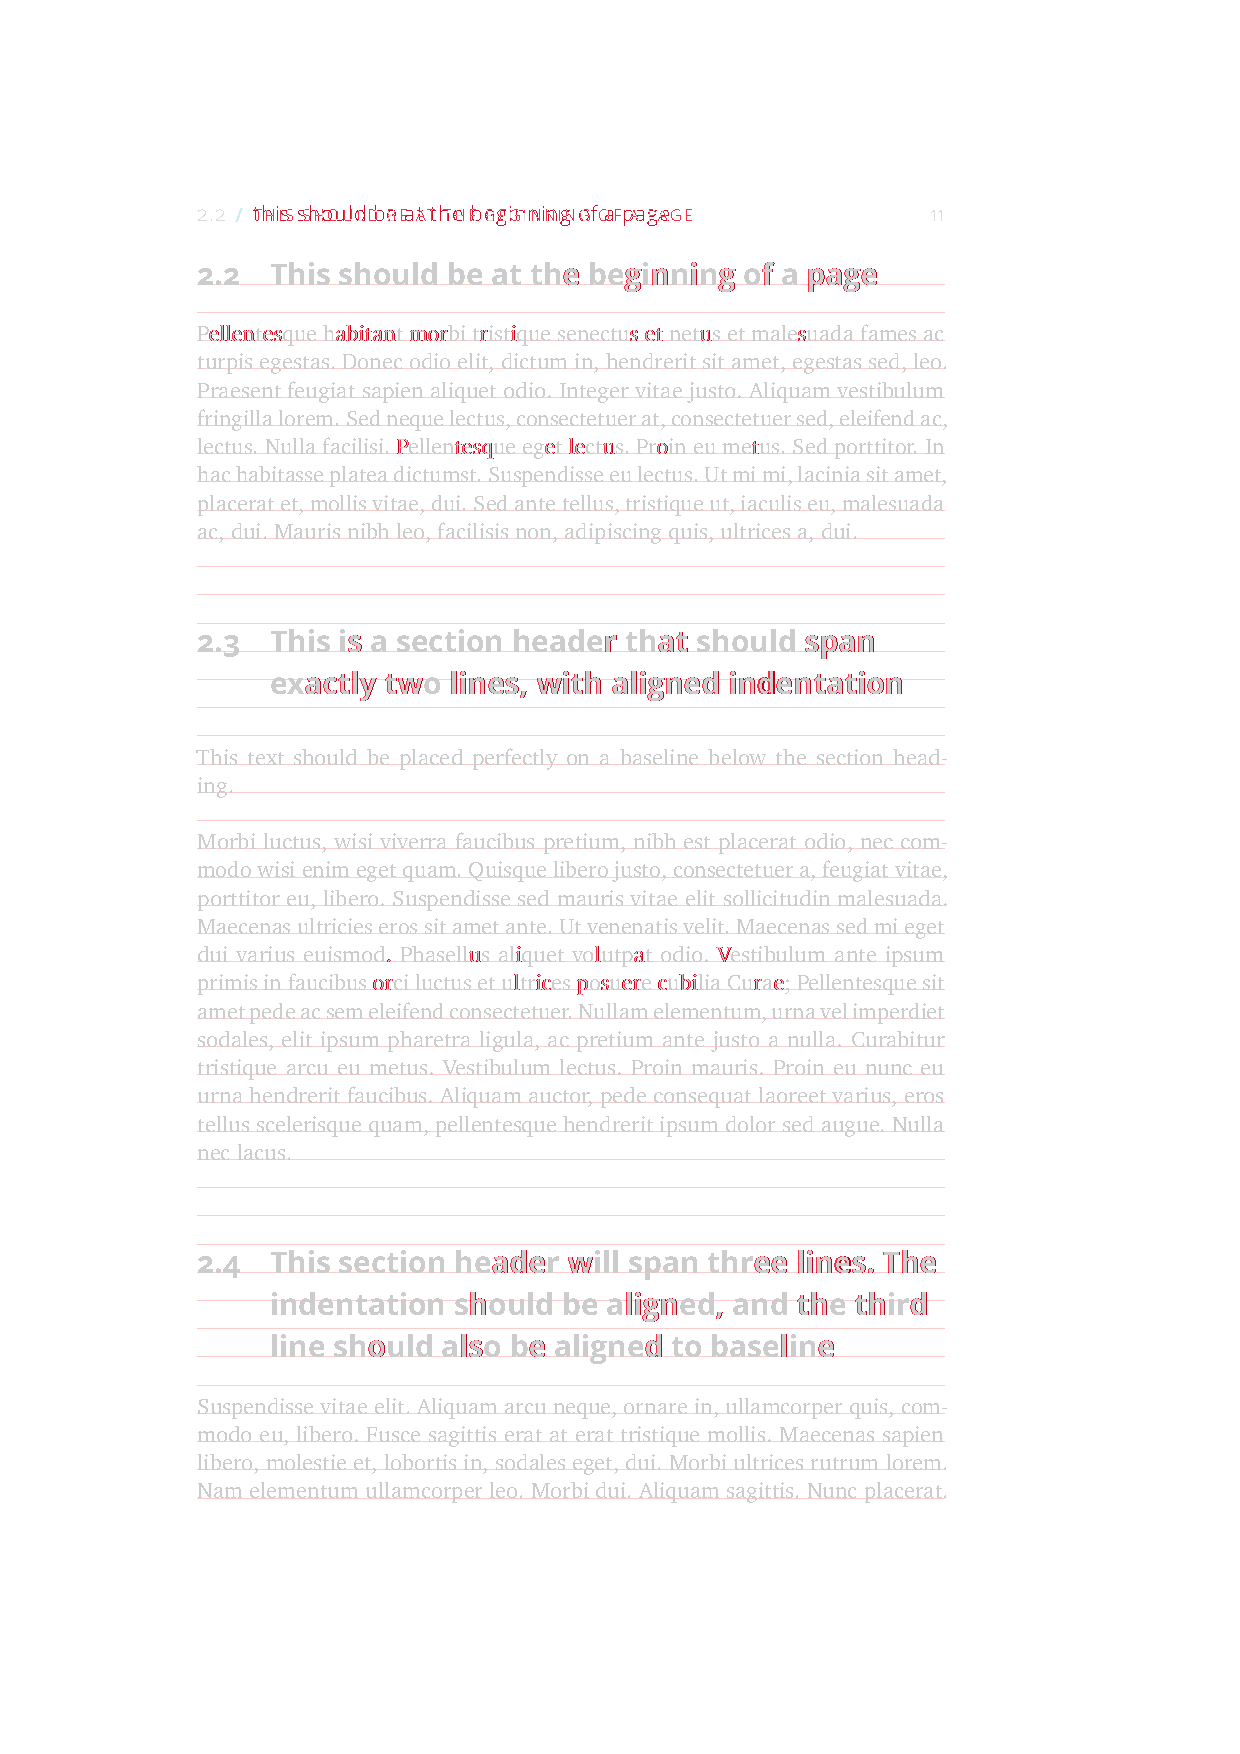 2.2 / THIS SHOULD BE AT THE BEGINNING OF A PAGE 11
2.2 This should be at the beginning of a page
Pellentesque habitant morbi tristique senectus et netus et malesuada fames ac
turpis egestas. Donec odio elit, dictum in, hendrerit sit amet, egestas sed, leo.
Praesent feugiat sapien aliquet odio. Integer vitae justo. Aliquam vestibulum
fringilla lorem. Sed neque lectus, consectetuer at, consectetuer sed, eleifend ac,
lectus. Nulla facilisi. Pellentesque eget lectus. Proin eu metus. Sed porttitor. In
hac habitasse platea dictumst. Suspendisse eu lectus. Ut mi mi, lacinia sit amet,
placerat et, mollis vitae, dui. Sed ante tellus, tristique ut, iaculis eu, malesuada
ac, dui. Mauris nibh leo, facilisis non, adipiscing quis, ultrices a, dui.
2.3 This is a section header that should span
exactly two lines, with aligned indentation
This text should be placed perfectly on a baseline below the section head-
ing.
Morbi luctus, wisi viverra faucibus pretium, nibh est placerat odio, nec com-
modo wisi enim eget quam. Quisque libero justo, consectetuer a, feugiat vitae,
porttitor eu, libero. Suspendisse sed mauris vitae elit sollicitudin malesuada.
Maecenas ultricies eros sit amet ante. Ut venenatis velit. Maecenas sed mi eget
dui varius euismod. Phasellus aliquet volutpat odio. Vestibulum ante ipsum
primis in faucibus orci luctus et ultrices posuere cubilia Curae; Pellentesque sit
amet pede ac sem eleifend consectetuer. Nullam elementum, urna vel imperdiet
sodales, elit ipsum pharetra ligula, ac pretium ante justo a nulla. Curabitur
tristique arcu eu metus. Vestibulum lectus. Proin mauris. Proin eu nunc eu
urna hendrerit faucibus. Aliquam auctor, pede consequat laoreet varius, eros
tellus scelerisque quam, pellentesque hendrerit ipsum dolor sed augue. Nulla
nec lacus.
2.4 This section header will span three lines. The
indentation should be aligned, and the third
line should also be aligned to baseline
Suspendisse vitae elit. Aliquam arcu neque, ornare in, ullamcorper quis, com-
modo eu, libero. Fusce sagittis erat at erat tristique mollis. Maecenas sapien
libero, molestie et, lobortis in, sodales eget, dui. Morbi ultrices rutrum lorem.
Nam elementum ullamcorper leo. Morbi dui. Aliquam sagittis. Nunc placerat.